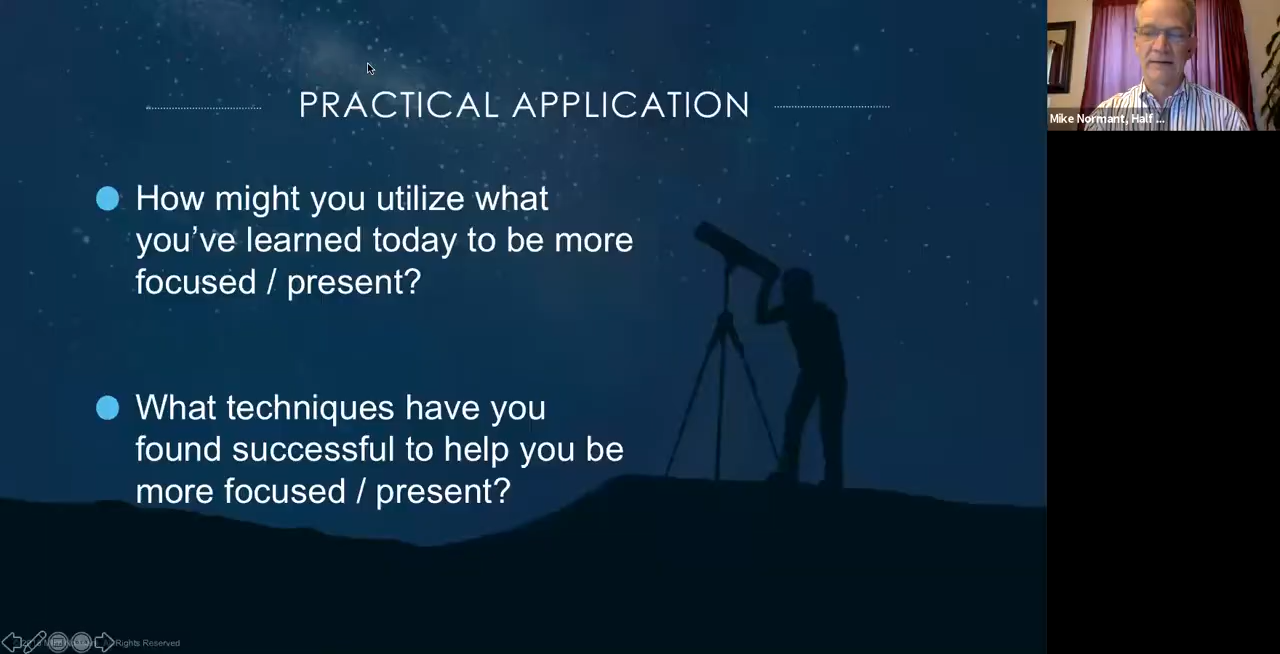 PRACTICAL APPLICATION
How might you utilize what
you’ve learned today to be more
focused / present?
What techniques have you
found successful to help you be
more focused / present?
Mike Normant, Half ...
Rights Reserved